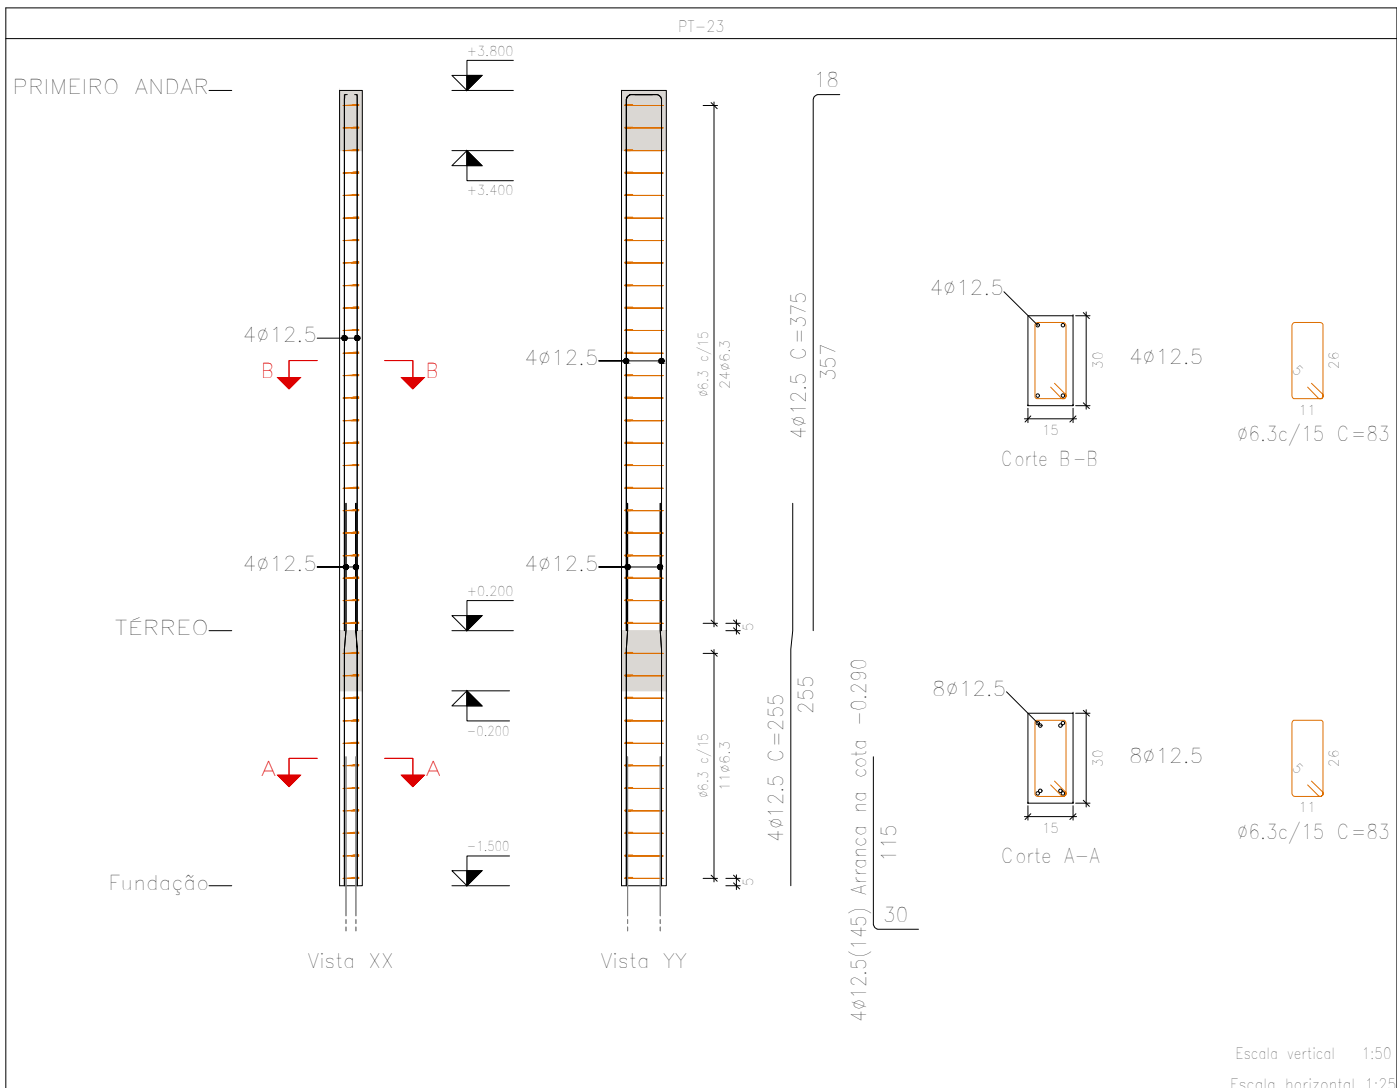 PT-23
PRIMEIRO ANDAR
+3.800
+3.400
18
4ø12.5
B
B
4ø12.5
ø6.3 c/15
24ø6.3
4ø12.5 C=375
357
4ø12.5
30
15
4ø12.5
Corte B-B
5
26
11
ø6.3c/15 C=83
4ø12.5
4ø12.5
TÉRREO
+0.200
5
-0.200
A
A
ø6.3 c/15
11ø6.3
4ø12.5 C=255
255
4ø12.5(145) Arranca na cota -0.290
115
30
8ø12.5
30
15
8ø12.5
Corte A-A
5
26
11
ø6.3c/15 C=83
Fundação
-1.500
5
Vista XX
Vista YY
Escala vertical 1:50
Escala horizontal 1:25